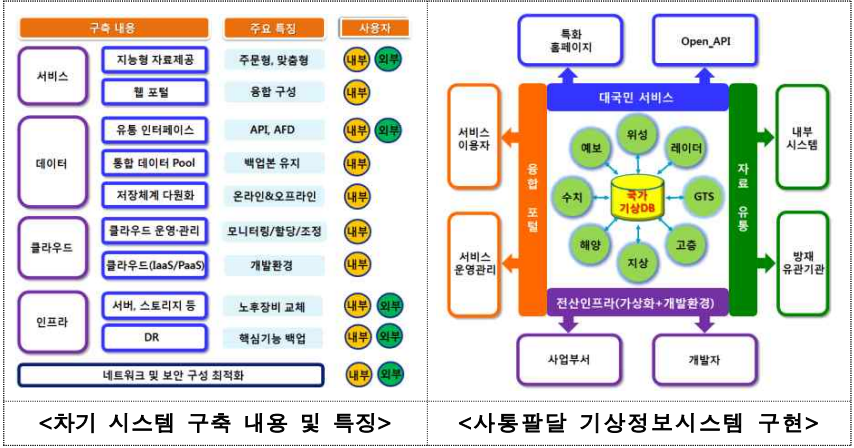 구축 내용 주요 특징 사용자
서비스
지능형 자료제공 주문형, 맞춤형 내부 외부
웹 포털 융합 구성 내부
데이터
유통 인터페이스 API, AFD 내부 외부
통합 데이터 Pool 백업본 유지 내부
저장체계 다원화 온라인&오프라인 내부
클라우드
클라우드 운영·관리 모니터링/할당/조정 내부
클라우드(IaaS/PaaS) 개발환경 내부
인프라
서버, 스토리지 등 노후장비 교체 내부 외부
DR 핵심기능 백업 내부 외부
네트워크 및 보안 구성 최적화 내부 외부
<차기 시스템 구축 내용 및 특징>
특화
홈페이지
Open_API
대국민 서비스
서비스
이용자
서비스
운영관리
융합 포털
위성
예보
레이더
수치
국가
기상DB
GTS
해양
고층
지상
자료 유통
내부
시스템
방재
유관기관
전산인프라(가상화+개발환경)
사업부서
개발자
<사통팔달 기상정보시스템 구현>